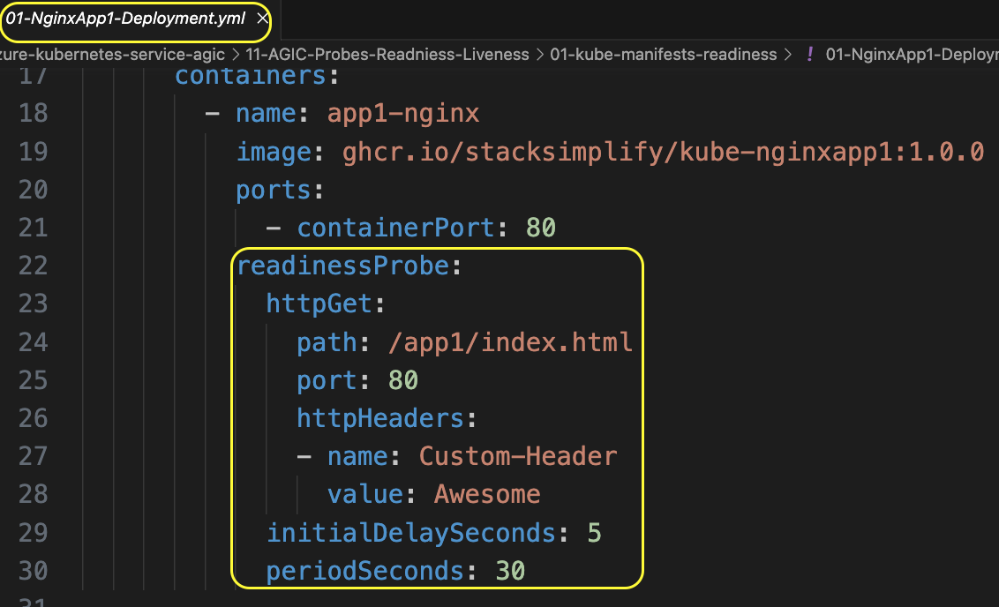 01-NginxApp1-Deployment.yml ×
zure-kubernetes-service-agic > 11-AGIC-Probes-Readniess-Liveness > 01-kube-manifests-readiness > ! 01-NginxApp1-Deployr
17 containers:
18 - name: app1-nginx
19 image: ghcr.io/stacksimplify/kube-nginxapp1:1.0.0
20 ports:
21 - containerPort: 80
22 readinessProbe:
23 httpGet:
24 path: /app1/index.html
25 port: 80
26 httpHeaders:
27 - name: Custom-Header
28 value: Awesome
29 initialDelaySeconds: 5
30 periodSeconds: 30
31